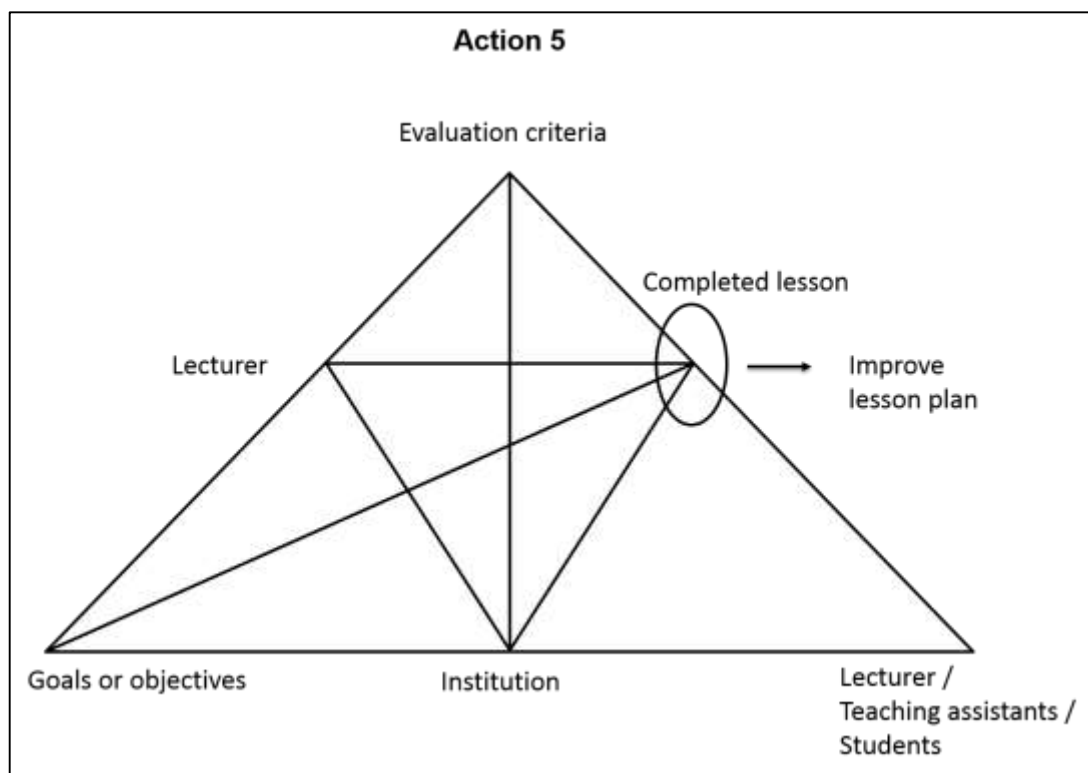 Action 5
Evaluation criteria
Completed lesson
Lecturer
Improve
lesson plan
Goals or objectives
Institution
Lecturer /
Teaching assistants /
Students